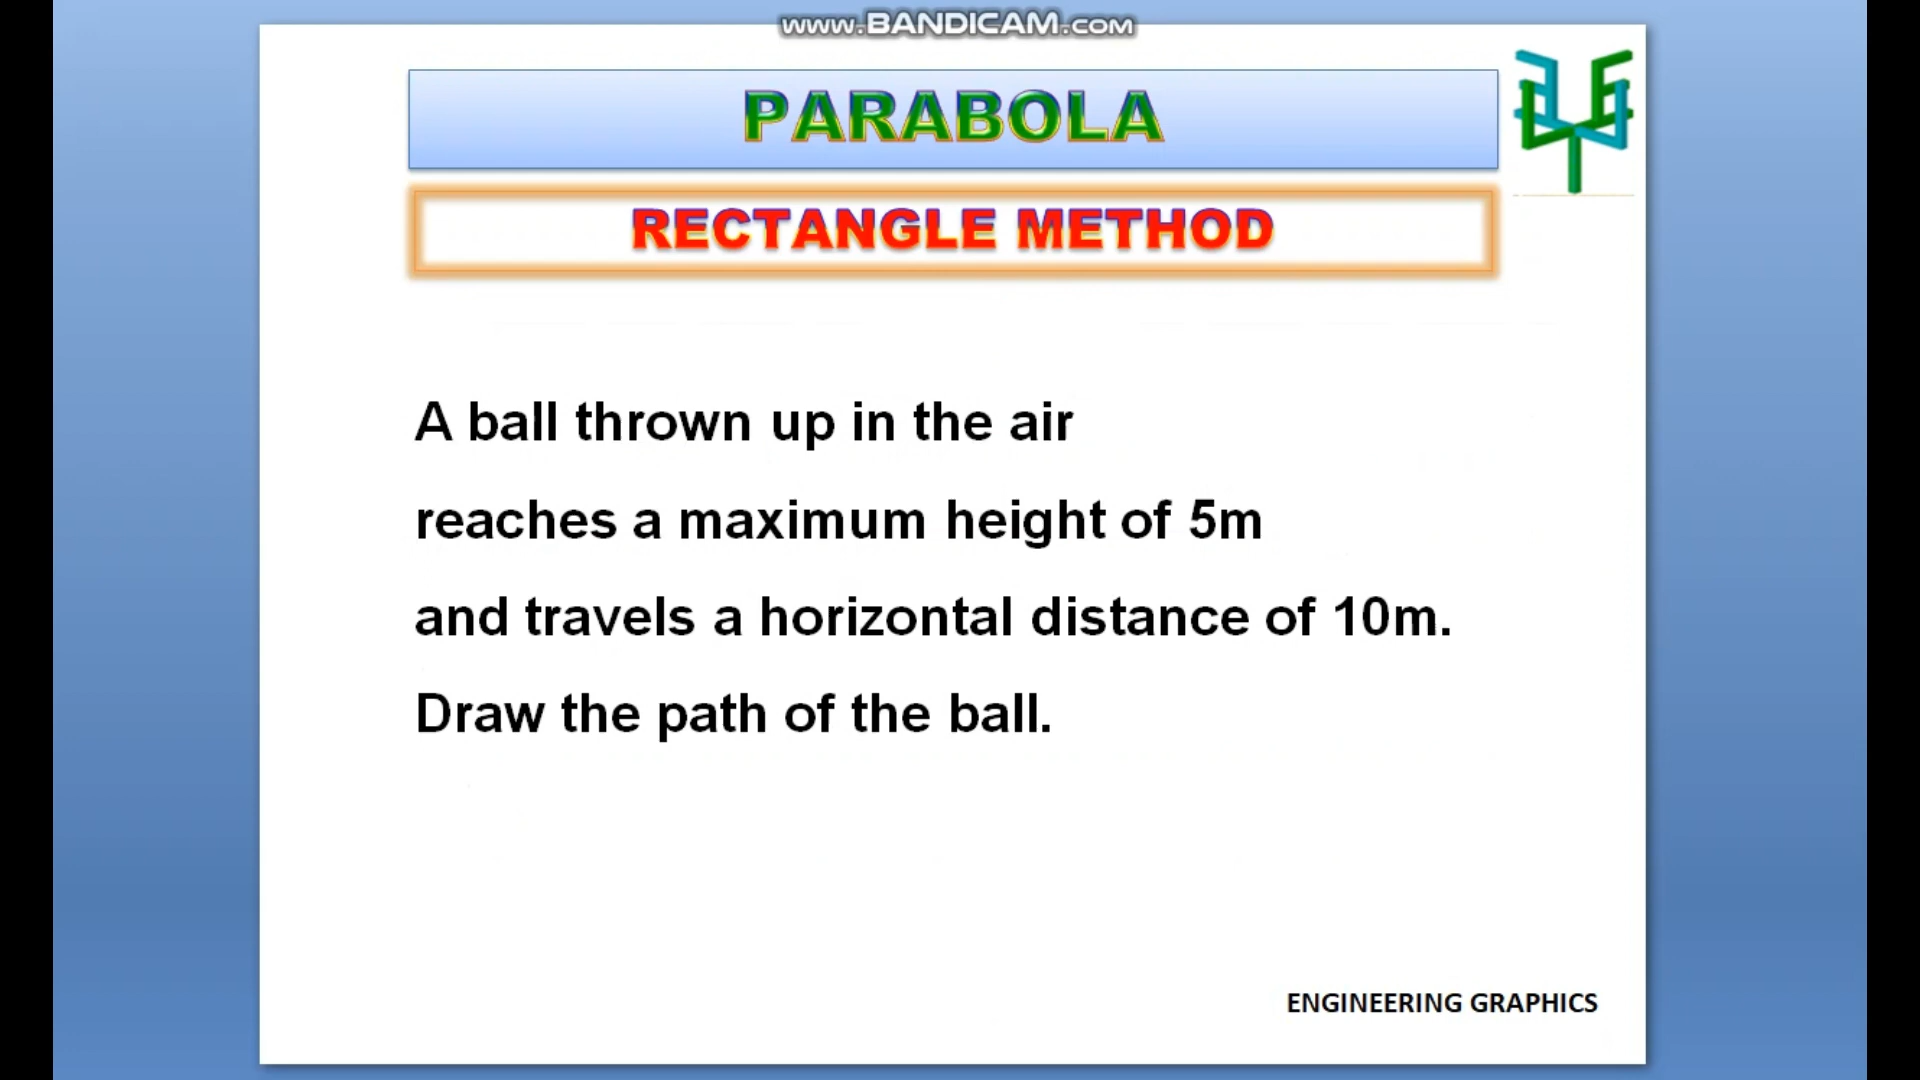 www.BANDICAM.com
PARABOLA
RECTANGLE METHOD
A ball thrown up in the air
reaches a maximum height of 5m
and travels a horizontal distance of 10m.
Draw the path of the ball.
ENGINEERING GRAPHICS